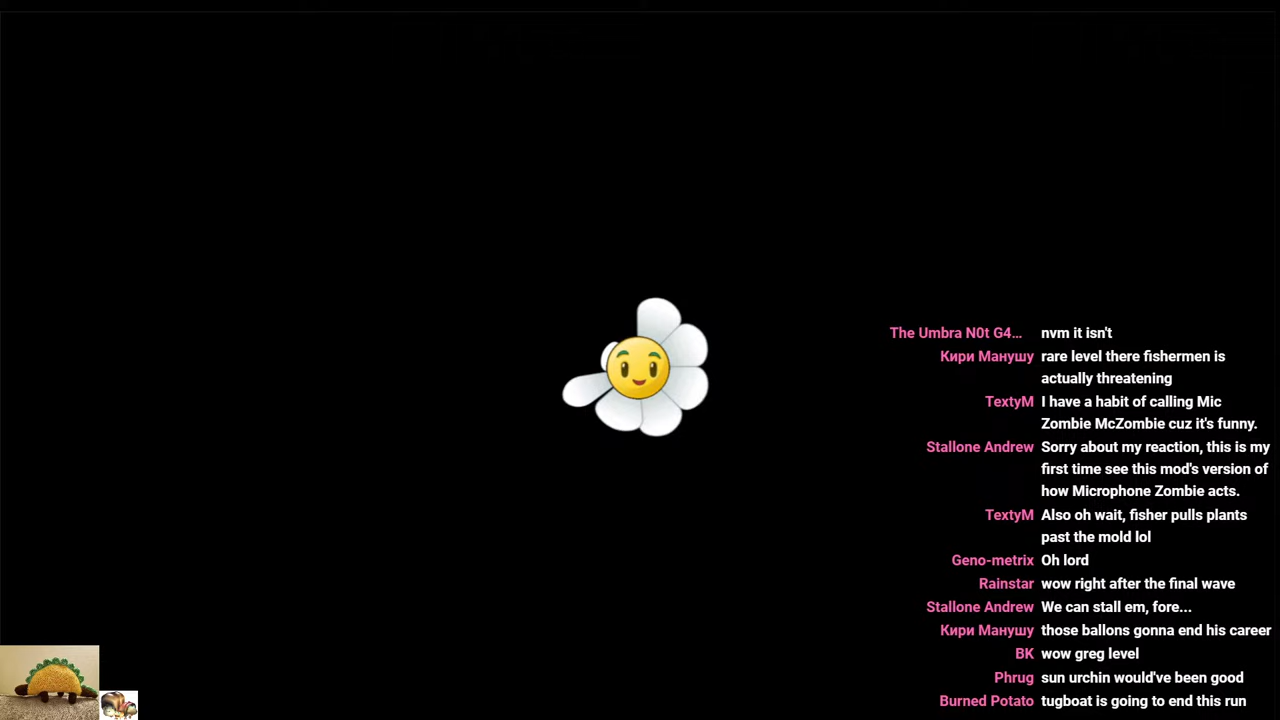 The Umbra N0t G4... nvm it isn't
Кири Манушу rare level there fishermen is
actually threatening
TextyM I have a habit of calling Mic
Zombie McZombie cuz it's funny.
Stallone Andrew Sorry about my reaction, this is my
first time see this mod's version of
how Microphone Zombie acts.
TextyM Also oh wait, fisher pulls plants
past the mold lol
Geno-metrix Oh lord
Rainstar wow right after the final wave
Stallone Andrew We can stall em, fore...
Кири Манушу those ballons gonna end his career
BK wow greg level
Phrug sun urchin would've been good
Burned Potato tugboat is going to end this run